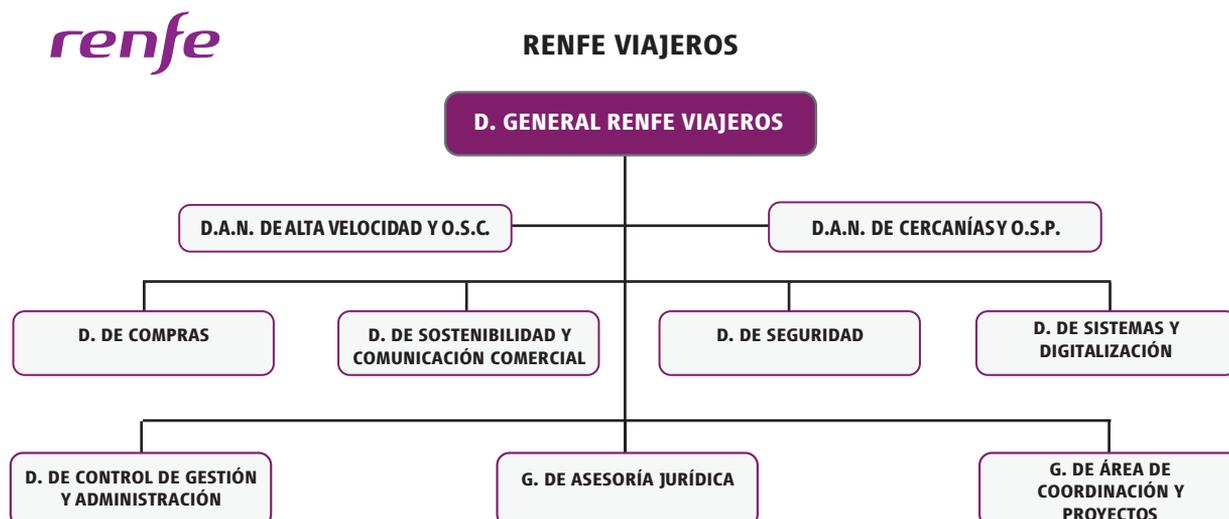 renfe
RENFE VIAJEROS
D. GENERAL RENFE VIAJEROS
D.A.N. DE ALTA VELOCIDAD Y O.S.C.
D.A.N. DE CERCANÍAS Y O.S.P.
D. DE COMPRAS
D. DE SOSTENIBILIDAD Y
COMUNICACIÓN COMERCIAL
D. DE SEGURIDAD
D. DE SISTEMAS Y
DIGITALIZACIÓN
D. DE CONTROL DE GESTIÓN
Y ADMINISTRACIÓN
G. DE ASESORÍA JURÍDICA
G. DE ÁREA DE
COORDINACIÓN Y
PROYECTOS